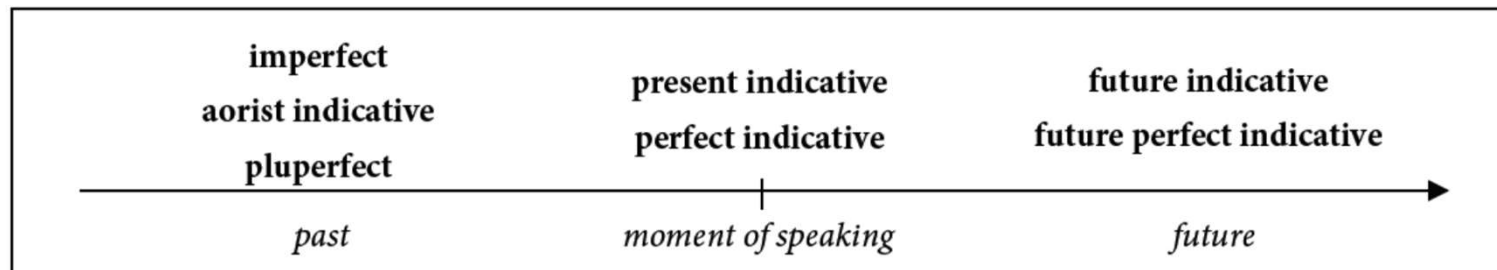 imperfect
aorist indicative
pluperfect
present indicative
perfect indicative
future indicative
future perfect indicative
past
moment of speaking
future